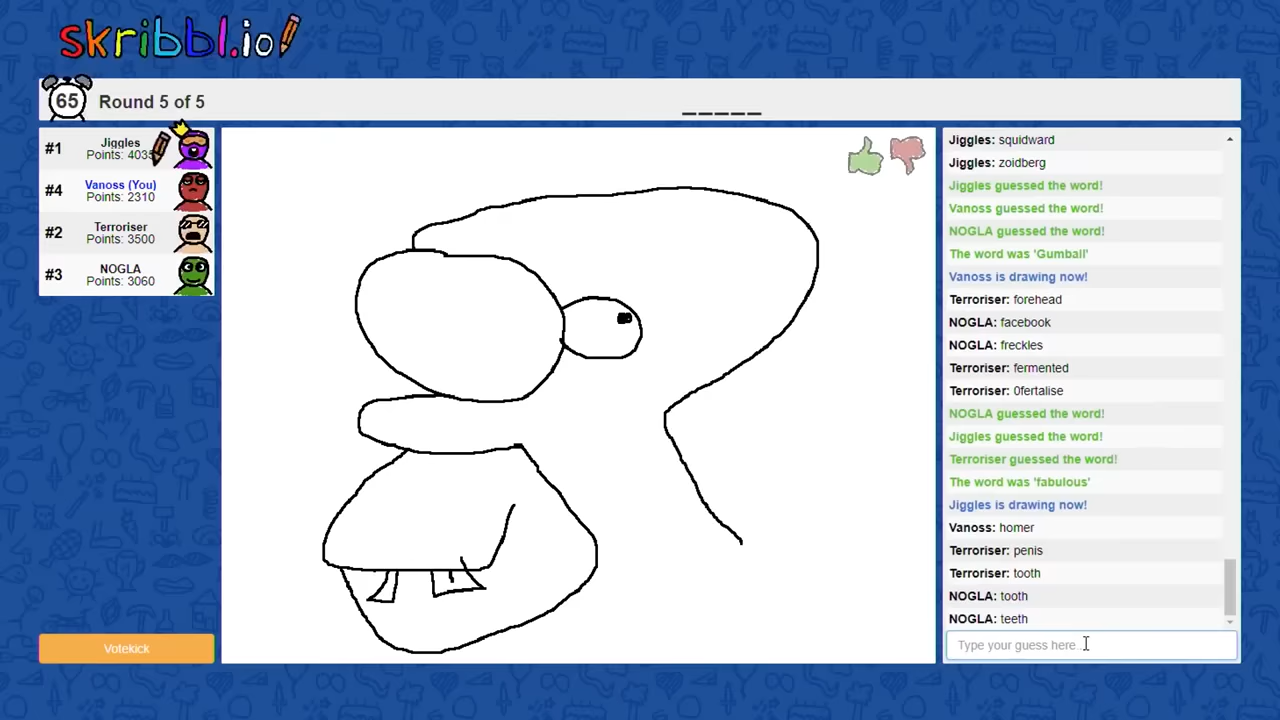 skribbl.io
65
Round 5 of 5
_____
#1
Jiggles
Points: 4035
#4
Vanoss (You)
Points: 2310
#2
Terroriser
Points: 3500
#3
NOGLA
Points: 3060
Jiggles: squidward
Jiggles: zoidberg
Jiggles guessed the word!
Vanoss guessed the word!
NOGLA guessed the word!
The word was 'Gumball'
Vanoss is drawing now!
Terroriser: forehead
NOGLA: facebook
NOGLA: freckles
Terroriser: fermented
Terroriser: 0fertalise
NOGLA guessed the word!
Jiggles guessed the word!
Terroriser guessed the word!
The word was 'fabulous'
Jiggles is drawing now!
Vanoss: homer
Terroriser: penis
Terroriser: tooth
NOGLA: tooth
NOGLA: teeth
Type your guess here...
Votekick